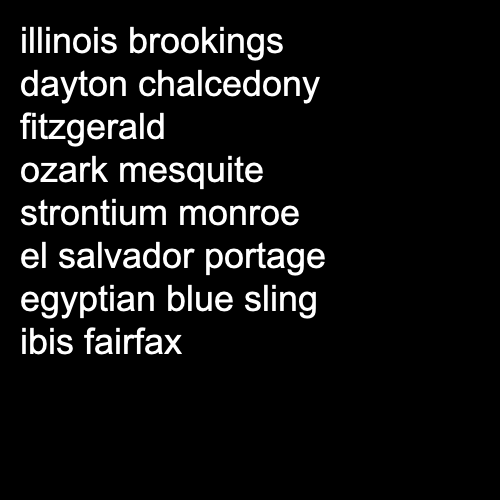 illinois brookings
dayton chalcedony
fitzgerald
ozark mesquite
strontium monroe
el salvador portage
egyptian blue sling
ibis fairfax